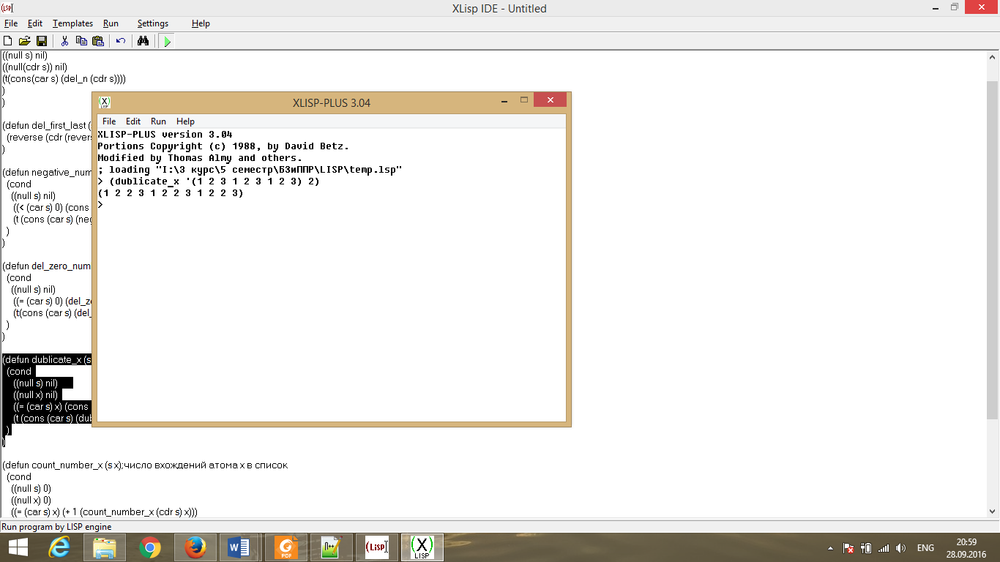 XLisp IDE - Untitled
File Edit Templates Run Settings Help
((null s) nil)
((null(cdr s)) nil)
(t(cons(car s) (del_n (cdr s))))
)
)
(defun del_first_last (
(reverse (cdr (revers
)
(defun negative_num
(cond
((null s) nil)
((< (car s) 0) (cons
(t (cons (car s) (neg
)
)
(defun del_zero_num
(cond
((null s) nil)
((= (car s) 0) (del_ze
(t(cons (car s) (del_
)
)
(defun dublicate_x (s
(cond
((null s) nil)
((null x) nil)
((= (car s) x) (cons
(t (cons (car s) (dub
)
)
(defun count_number_x (s x);число вхождений атома x в список
(cond
((null s) 0)
((null x) 0)
((= (car s) x) (+ 1 (count_number_x (cdr s) x)))
XLISP-PLUS 3.04
File Edit Run Help
XLISP-PLUS version 3.04
Portions Copyright (c) 1988, by David Betz.
Modified by Thomas Almy and others.
; loading "I:\3 курс\5 семестр\БЗиППР\LISP\temp.lsp"
> (dublicate_x '(1 2 3 1 2 3 1 2 3) 2)
(1 2 2 3 1 2 2 3 1 2 2 3)
>
Run program by LISP engine
ENG
20:59
28.09.2016